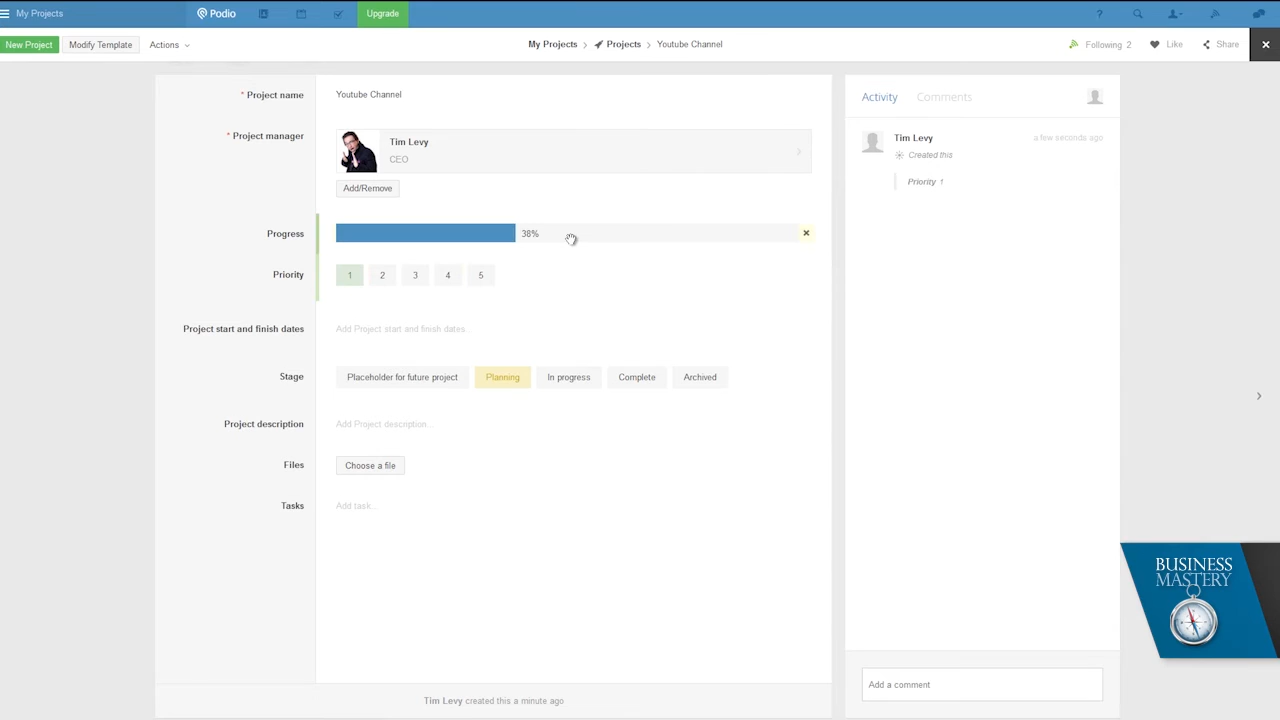 My Projects
Podio
Upgrade
?
New Project
Modify Template
Actions
My Projects > Projects > Youtube Channel
Following 2
Like
Share
* Project name
Youtube Channel
* Project manager
Tim Levy
CEO
Add/Remove
Progress
38%
Priority
1 2 3 4 5
Project start and finish dates
Add Project start and finish dates
Stage
Placeholder for future project
Planning
In progress
Complete
Archived
Project description
Add Project description...
Files
Choose a file
Tasks
Add task...
Tim Levy created this a minute ago
Activity
Comments
Tim Levy
a few seconds ago
Created this
Priority 1
Add a comment
BUSINESS
MASTERY